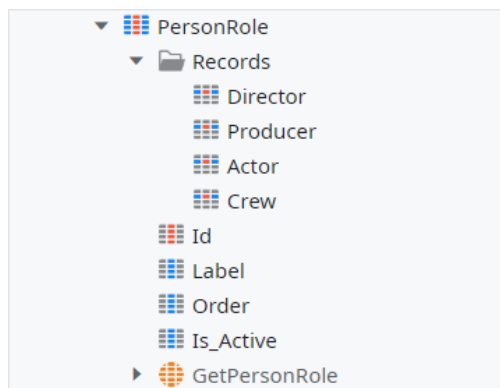 PersonRole
Records
Director
Producer
Actor
Crew
Id
Label
Order
Is_Active
GetPersonRole